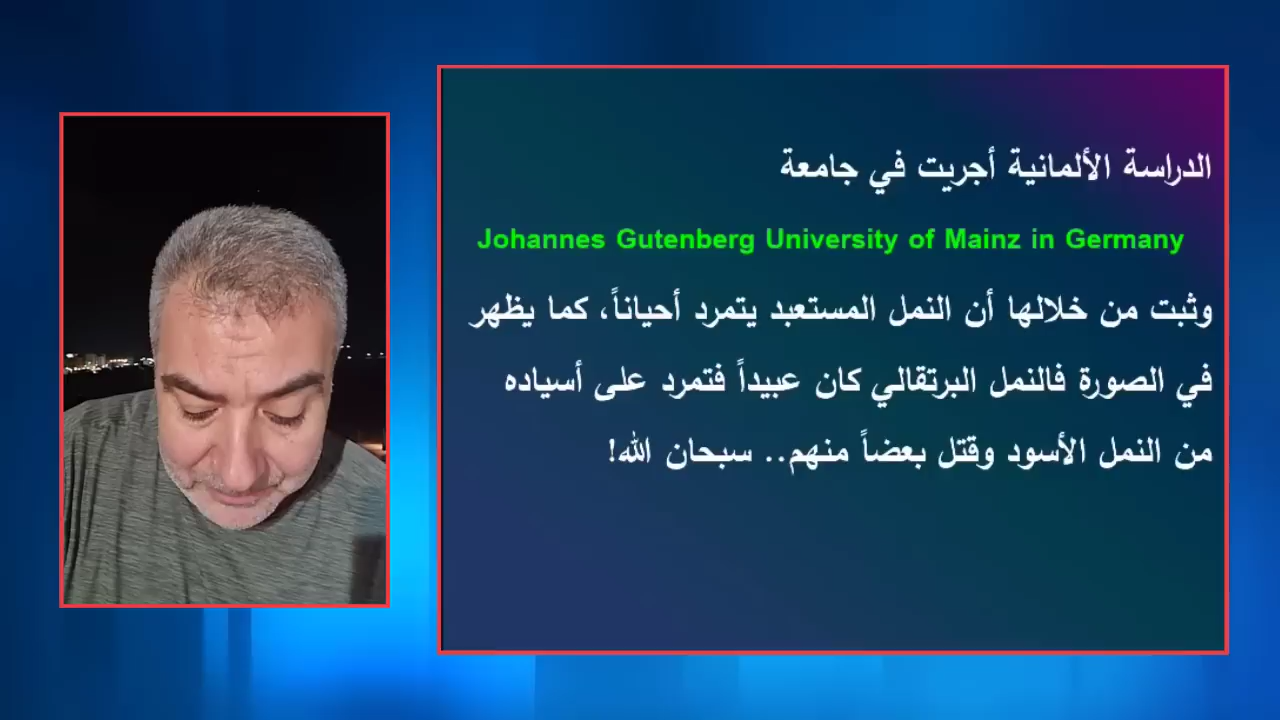 الدراسة الألمانية أجريت في جامعة
Johannes Gutenberg University of Mainz in Germany
وثبت من خلالها أن النمل المستعبد يتمرد أحياناً، كما يظهر
في الصورة فالنمل البرتقالي كان عبيداً فتمرد على أسياده
من النمل الأسود وقتل بعضاً منهم.. سبحان الله!